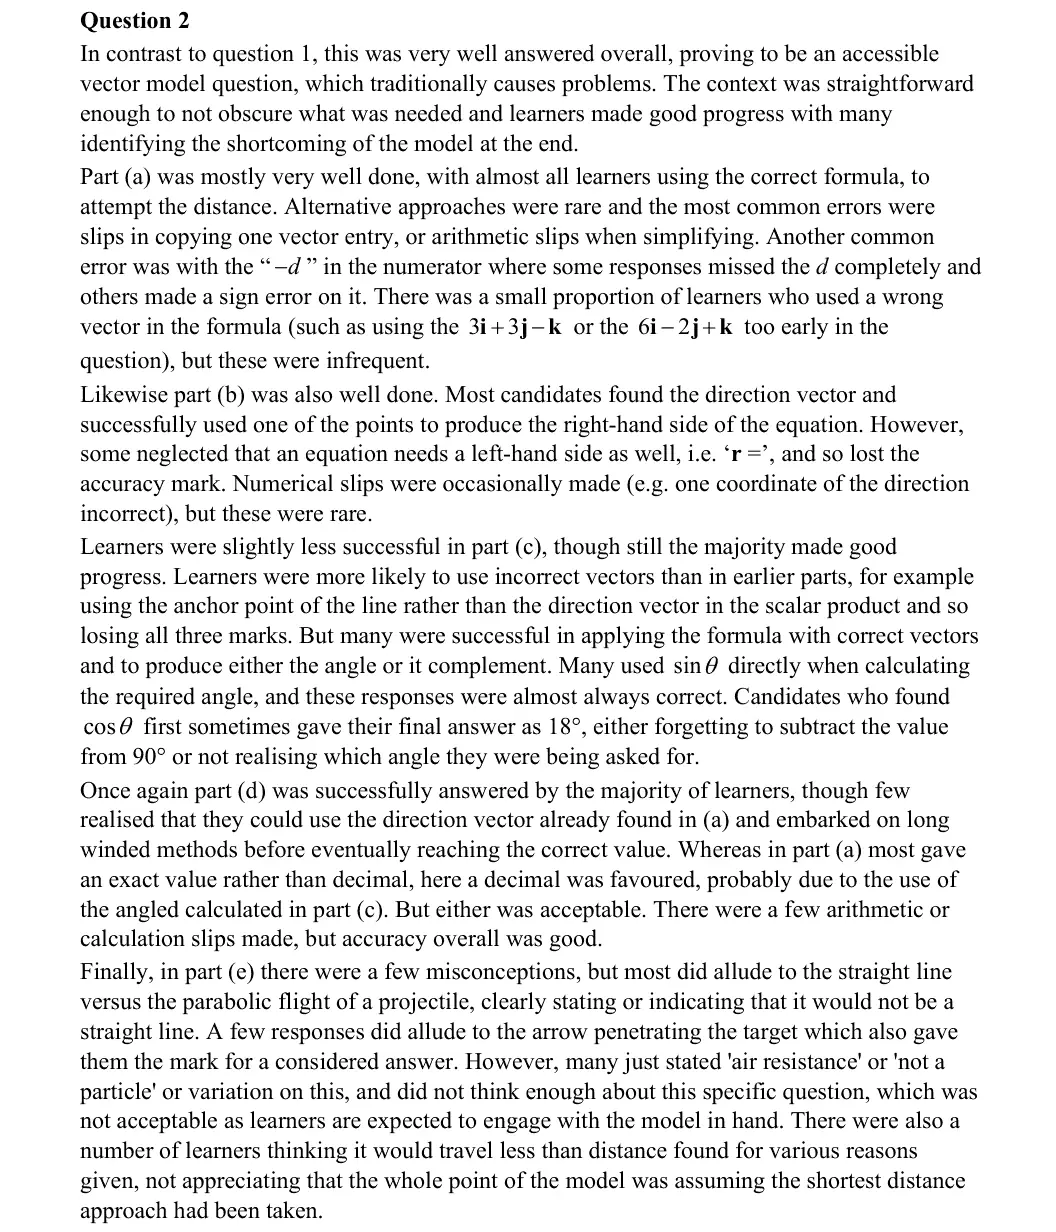 Question 2
In contrast to question 1, this was very well answered overall, proving to be an accessible
vector model question, which traditionally causes problems. The context was straightforward
enough to not obscure what was needed and learners made good progress with many
identifying the shortcoming of the model at the end.
Part (a) was mostly very well done, with almost all learners using the correct formula, to
attempt the distance. Alternative approaches were rare and the most common errors were
slips in copying one vector entry, or arithmetic slips when simplifying. Another common
error was with the “ −d ” in the numerator where some responses missed the d completely and
others made a sign error on it. There was a small proportion of learners who used a wrong
vector in the formula (such as using the 3i + 3j − k or the 6i − 2j + k too early in the
question), but these were infrequent.
Likewise part (b) was also well done. Most candidates found the direction vector and
successfully used one of the points to produce the right-hand side of the equation. However,
some neglected that an equation needs a left-hand side as well, i.e. ‘r =’, and so lost the
accuracy mark. Numerical slips were occasionally made (e.g. one coordinate of the direction
incorrect), but these were rare.
Learners were slightly less successful in part (c), though still the majority made good
progress. Learners were more likely to use incorrect vectors than in earlier parts, for example
using the anchor point of the line rather than the direction vector in the scalar product and so
losing all three marks. But many were successful in applying the formula with correct vectors
and to produce either the angle or it complement. Many used sin θ directly when calculating
the required angle, and these responses were almost always correct. Candidates who found
cos θ first sometimes gave their final answer as 18°, either forgetting to subtract the value
from 90° or not realising which angle they were being asked for.
Once again part (d) was successfully answered by the majority of learners, though few
realised that they could use the direction vector already found in (a) and embarked on long
winded methods before eventually reaching the correct value. Whereas in part (a) most gave
an exact value rather than decimal, here a decimal was favoured, probably due to the use of
the angled calculated in part (c). But either was acceptable. There were a few arithmetic or
calculation slips made, but accuracy overall was good.
Finally, in part (e) there were a few misconceptions, but most did allude to the straight line
versus the parabolic flight of a projectile, clearly stating or indicating that it would not be a
straight line. A few responses did allude to the arrow penetrating the target which also gave
them the mark for a considered answer. However, many just stated 'air resistance' or 'not a
particle' or variation on this, and did not think enough about this specific question, which was
not acceptable as learners are expected to engage with the model in hand. There were also a
number of learners thinking it would travel less than distance found for various reasons
given, not appreciating that the whole point of the model was assuming the shortest distance
approach had been taken.